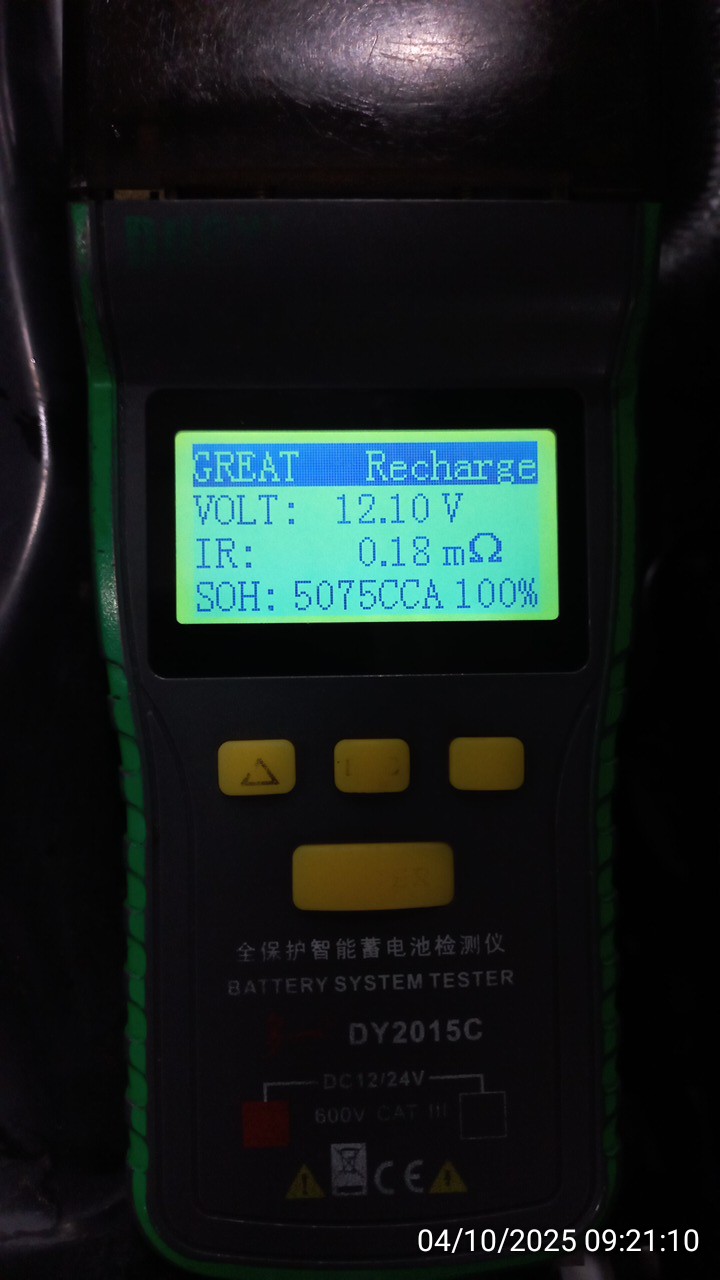 GREAT Recharge
VOLT: 12.10 V
IR: 0.18 mΩ
SOH: 5075CCA 100%
全保护智能蓄电池检测仪
BATTERY SYSTEM TESTER
DY2015C
DC12/24V
600V CAT III
CE
04/10/2025 09:21:10